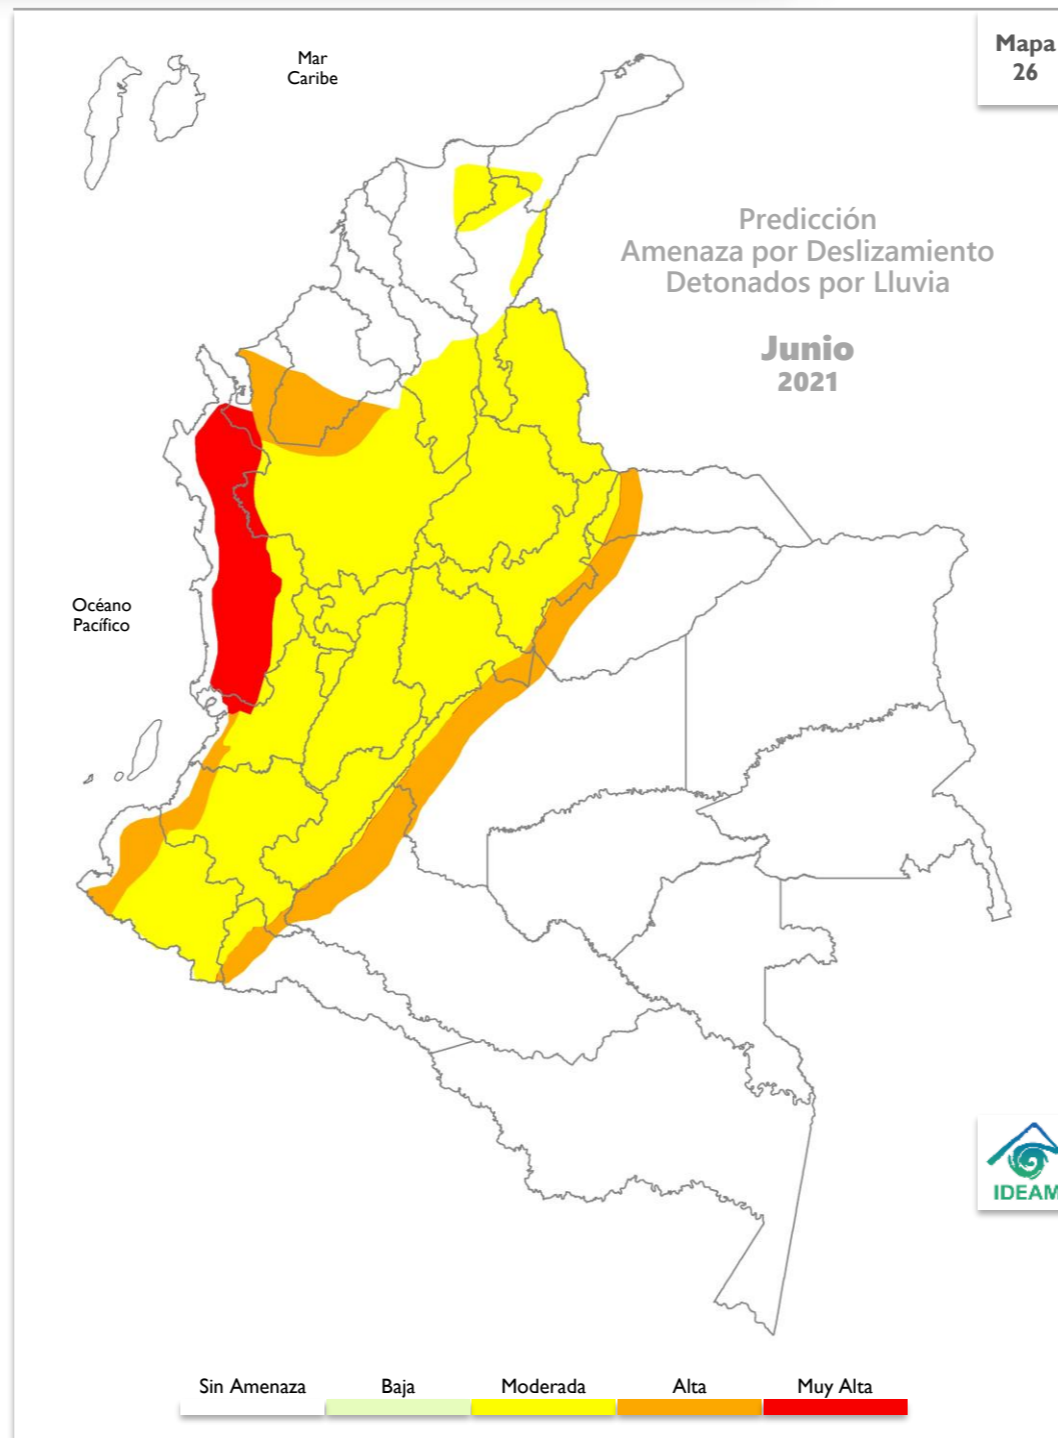 Mapa
26
Mar
Caribe
Predicción
Amenaza por Deslizamiento
Detonados por Lluvia
Junio
2021
Océano
Pacífico
IDEAM
Sin Amenaza
Baja
Moderada
Alta
Muy Alta